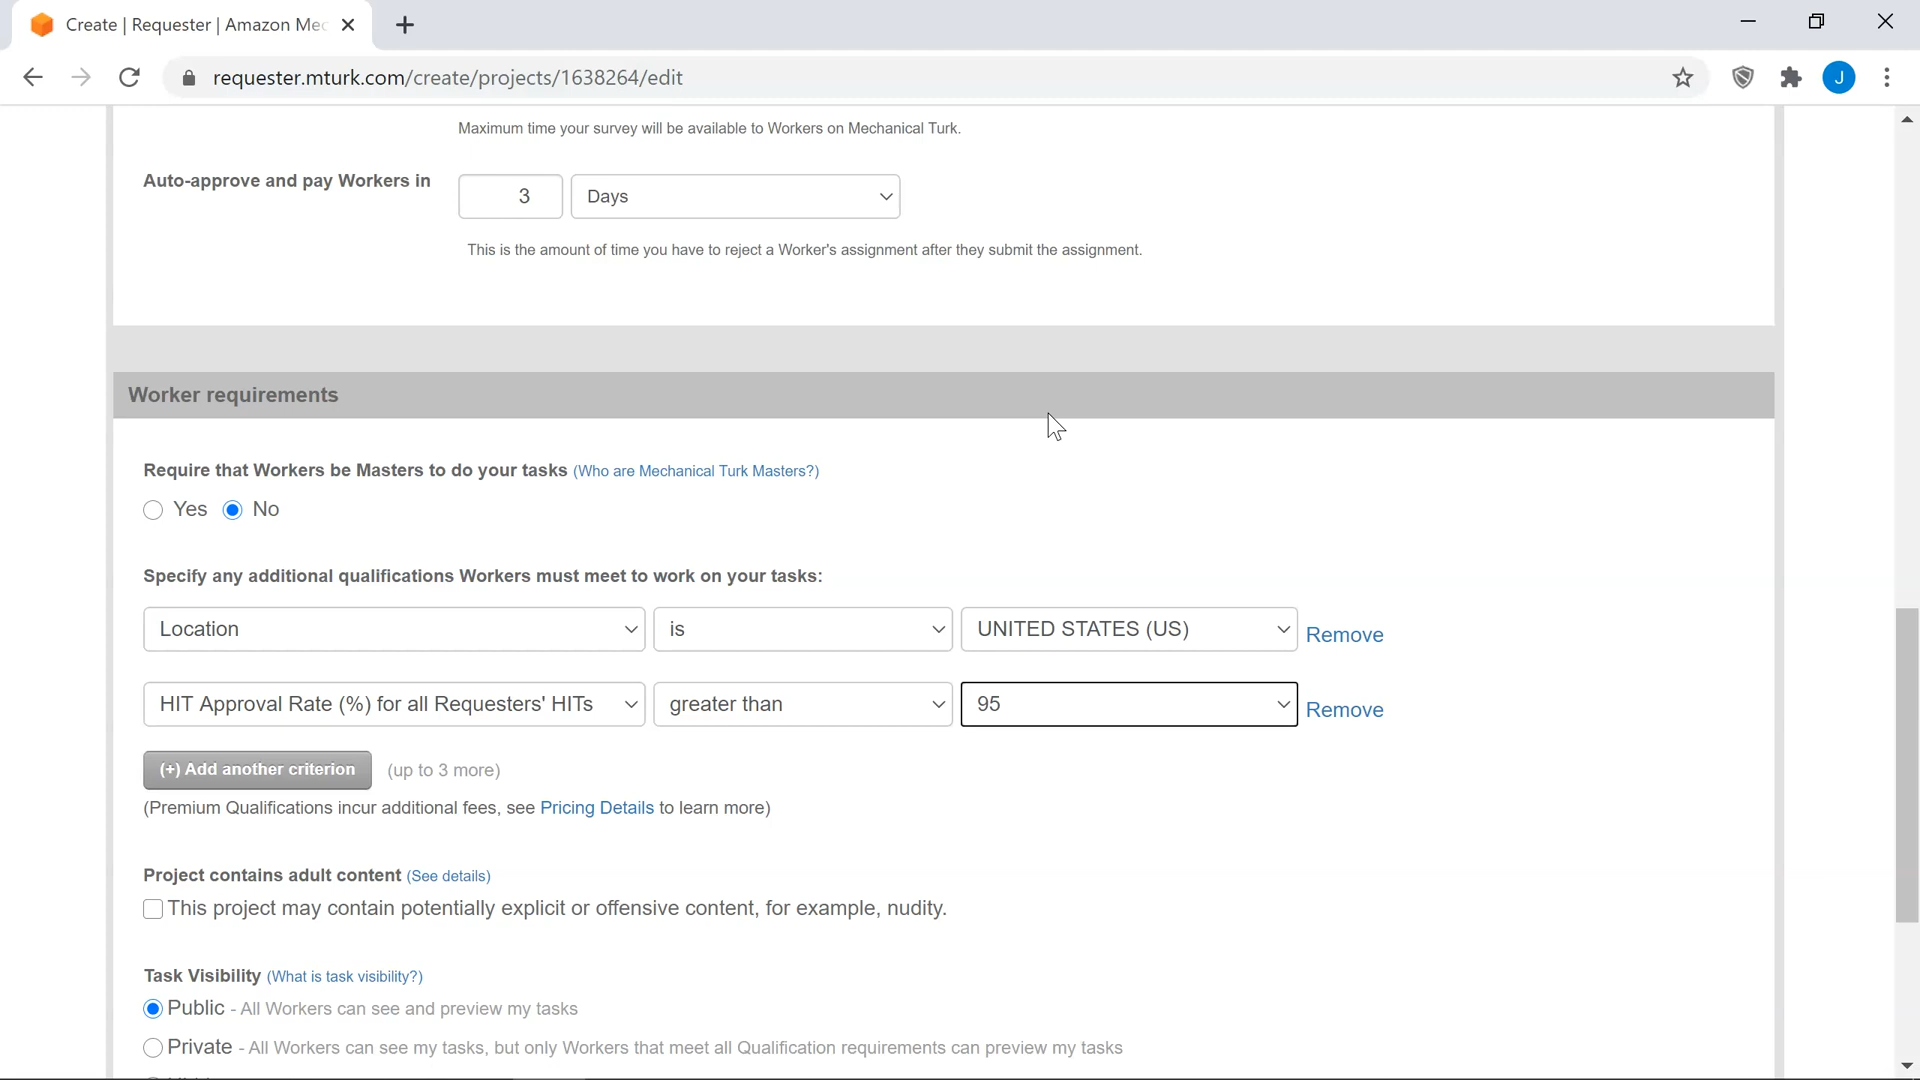 Create | Requester | Amazon Mec
requester.mturk.com/create/projects/1638264/edit
J
Maximum time your survey will be available to Workers on Mechanical Turk.
Auto-approve and pay Workers in 3 Days
This is the amount of time you have to reject a Worker's assignment after they submit the assignment.
Worker requirements
Require that Workers be Masters to do your tasks (Who are Mechanical Turk Masters?)
Yes No
Specify any additional qualifications Workers must meet to work on your tasks:
Location is UNITED STATES (US) Remove
HIT Approval Rate (%) for all Requesters' HITs greater than 95 Remove
(+) Add another criterion (up to 3 more)
(Premium Qualifications incur additional fees, see Pricing Details to learn more)
Project contains adult content (See details)
This project may contain potentially explicit or offensive content, for example, nudity.
Task Visibility (What is task visibility?)
Public - All Workers can see and preview my tasks
Private - All Workers can see my tasks, but only Workers that meet all Qualification requirements can preview my tasks